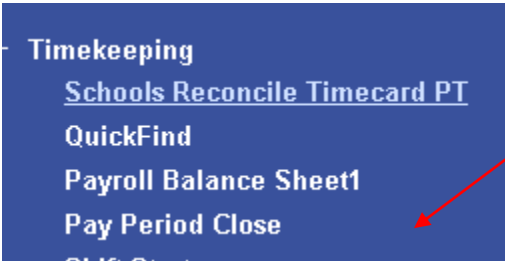 Timekeeping
Schools Reconcile Timecard PT
QuickFind
Payroll Balance Sheet1
Pay Period Close